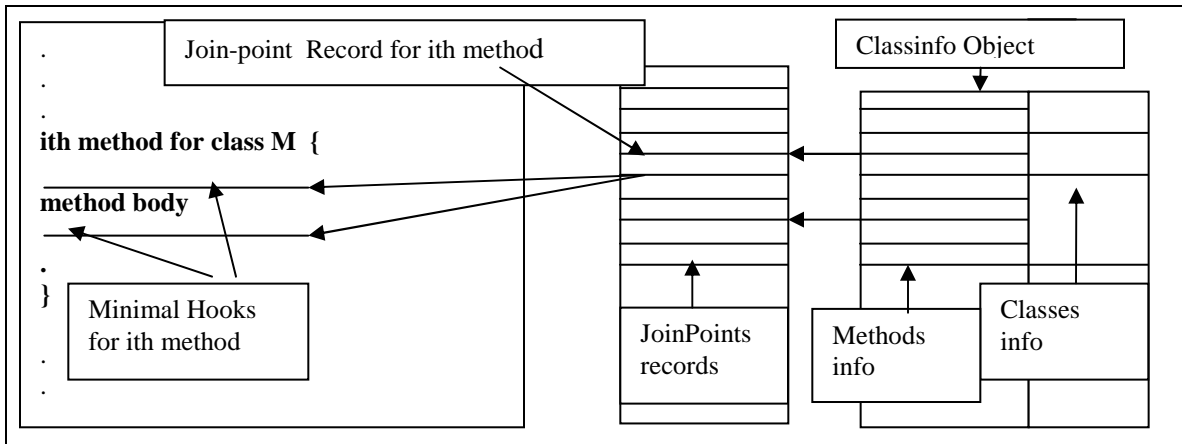 Join-point Record for ith method
Classinfo Object
.
.
.
ith method for class M {
method body
.
}
Minimal Hooks
for ith method
.
.
JoinPoints
records
Methods
info
Classes
info